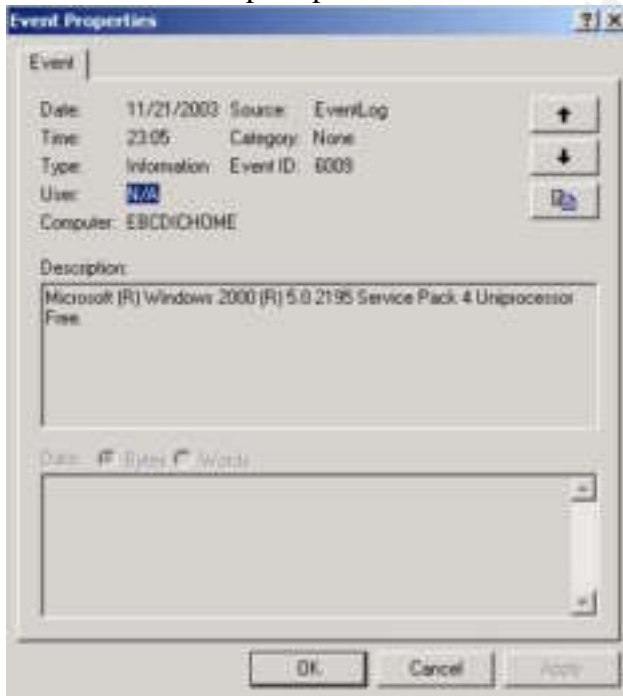 Event Properties
Event
Date: 11/21/2003 Source: EventLog
Time: 23:05 Category: None
Type: Information Event ID: 6009
User: N/A
Computer: EBCDICHOME
Description:
Microsoft (R) Windows 2000 (R) 5.0 2195 Service Pack 4 Uniprocessor
Free.
Data: Bytes Words
OK Cancel Apply